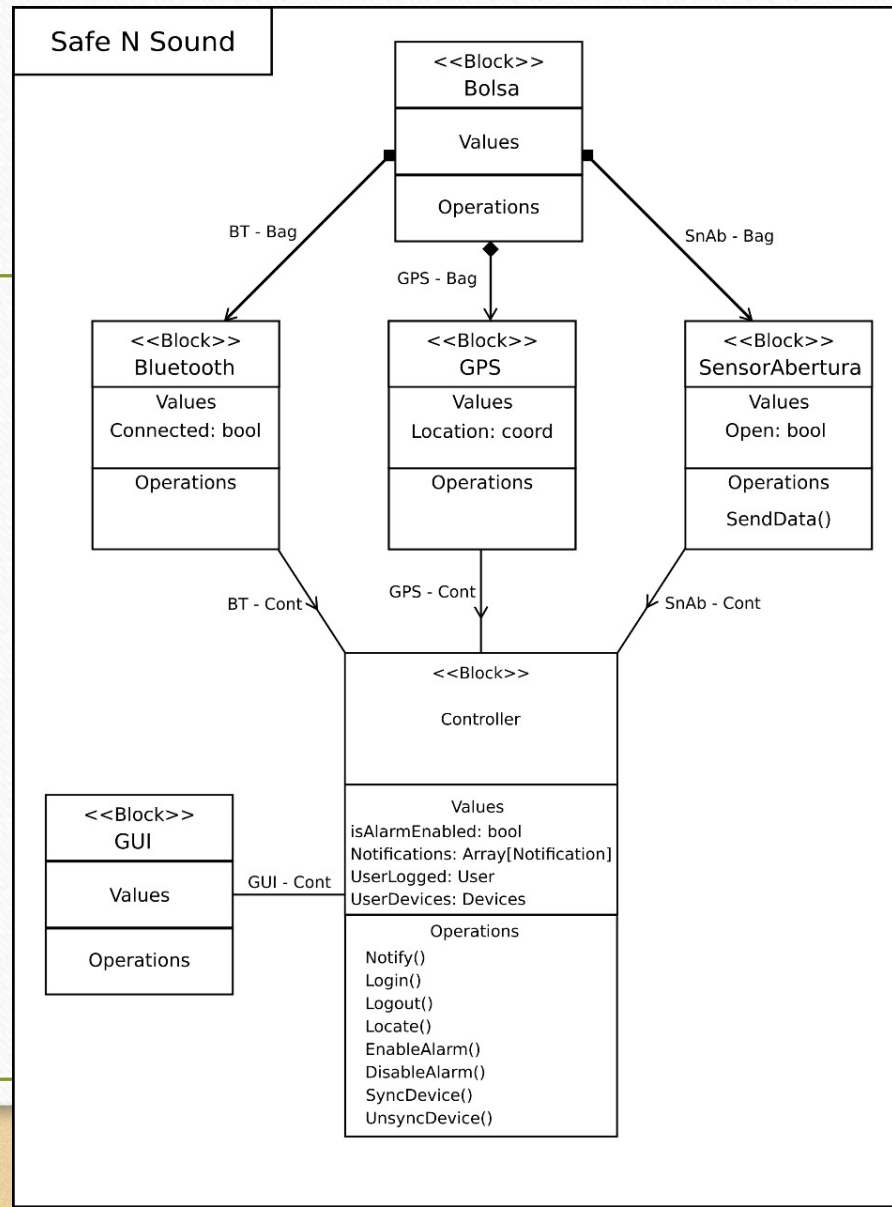 Safe N Sound
<<Block>>
Bolsa
Values
Operations
BT - Bag
GPS - Bag
SnAb - Bag
<<Block>>
Bluetooth
Values
Connected: bool
Operations
<<Block>>
GPS
Values
Location: coord
Operations
<<Block>>
SensorAbertura
Values
Open: bool
Operations
SendData()
BT - Cont
GPS - Cont
SnAb - Cont
<<Block>>
Controller
Values
isAlarmEnabled: bool
Notifications: Array[Notification]
UserLogged: User
UserDevices: Devices
Operations
Notify()
Login()
Logout()
Locate()
EnableAlarm()
DisableAlarm()
SyncDevice()
UnsyncDevice()
<<Block>>
GUI
Values
Operations
GUI - Cont